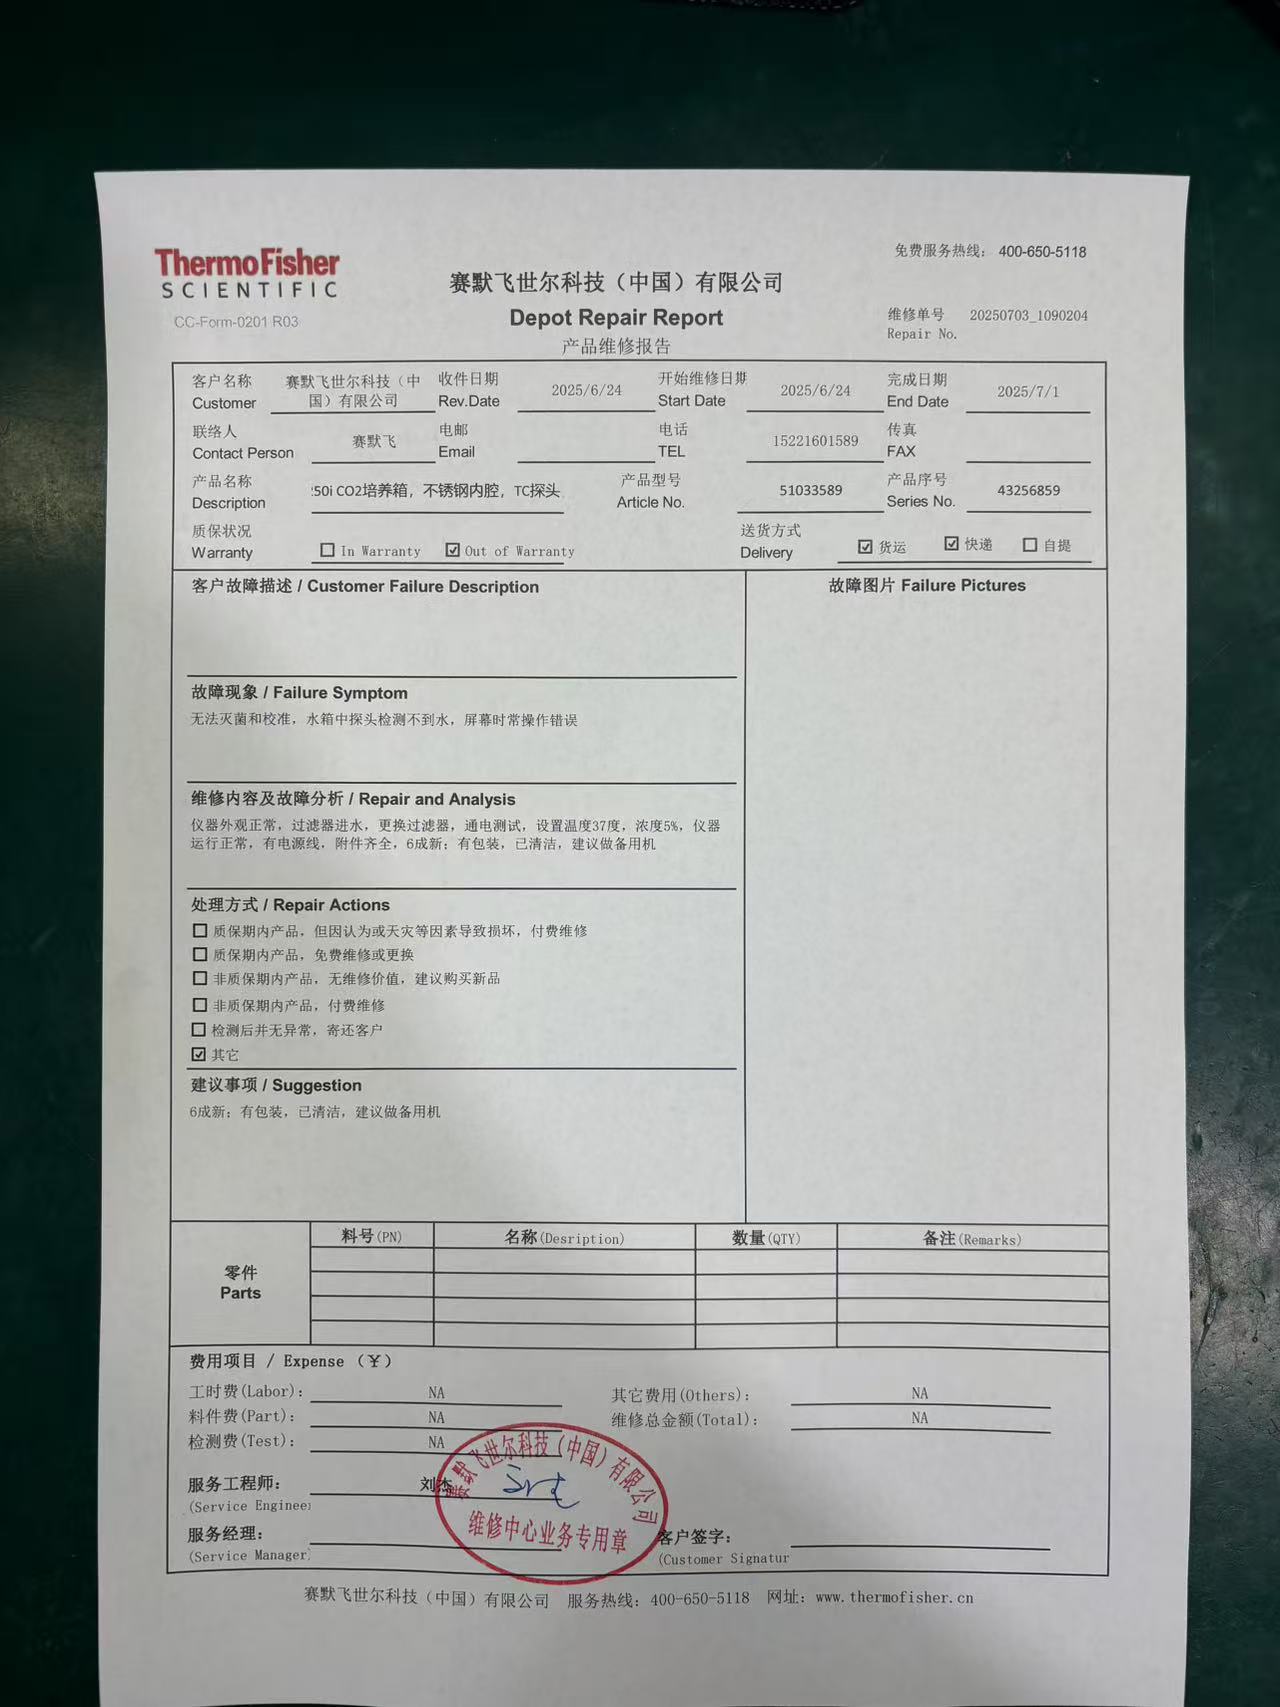 ThermoFisher
SCIENTIFIC
CC-Form-0201 R03
赛默飞世尔科技（中国）有限公司
Depot Repair Report
产品维修报告
免费服务热线： 400-650-5118
维修单号 20250703_1090204
Repair No.
客户名称 赛默飞世尔科技（中 收件日期 2025/6/24 开始维修日期 2025/6/24 完成日期 2025/7/1
Customer 国）有限公司 Rev.Date Start Date End Date
联络人 赛默飞 电邮 电话 15221601589 传真
Contact Person Email TEL FAX
产品名称 50i CO2培养箱，不锈钢内腔，TC探头 产品型号 51033589 产品序号 43256859
Description Article No. Series No.
质保状况 送货方式
Warranty ☐ In Warranty ☑ Out of Warranty Delivery ☑ 货运 ☑ 快递 ☐ 自提
客户故障描述 / Customer Failure Description
故障图片 Failure Pictures
故障现象 / Failure Symptom
无法灭菌和校准，水箱中探头检测不到水，屏幕时常操作错误
维修内容及故障分析 / Repair and Analysis
仪器外观正常，过滤器进水，更换过滤器，通电测试，设置温度37度，浓度5%，仪器
运行正常，有电源线，附件齐全，6成新；有包装，已清洁，建议做备用机
处理方式 / Repair Actions
☐ 质保期内产品，但因认为或天灾等因素导致损坏，付费维修
☐ 质保期内产品，免费维修或更换
☐ 非质保期内产品，无维修价值，建议购买新品
☐ 非质保期内产品，付费维修
☐ 检测后并无异常，寄还客户
☑ 其它
建议事项 / Suggestion
6成新；有包装，已清洁，建议做备用机
零件
Parts
料号(PN) 名称(Desription) 数量(QTY) 备注(Remarks)
费用项目 / Expense （￥）
工时费(Labor): NA 其它费用(Others): NA
料件费(Part): NA 维修总金额(Total): NA
检测费(Test): NA
服务工程师: 刘杰
(Service Engineer
服务经理:
(Service Manager)
客户签字:
(Customer Signatur
赛默飞世尔科技（中国）有限公司
维修中心业务专用章
赛默飞世尔科技（中国）有限公司 服务热线：400-650-5118 网址：www.thermofisher.cn